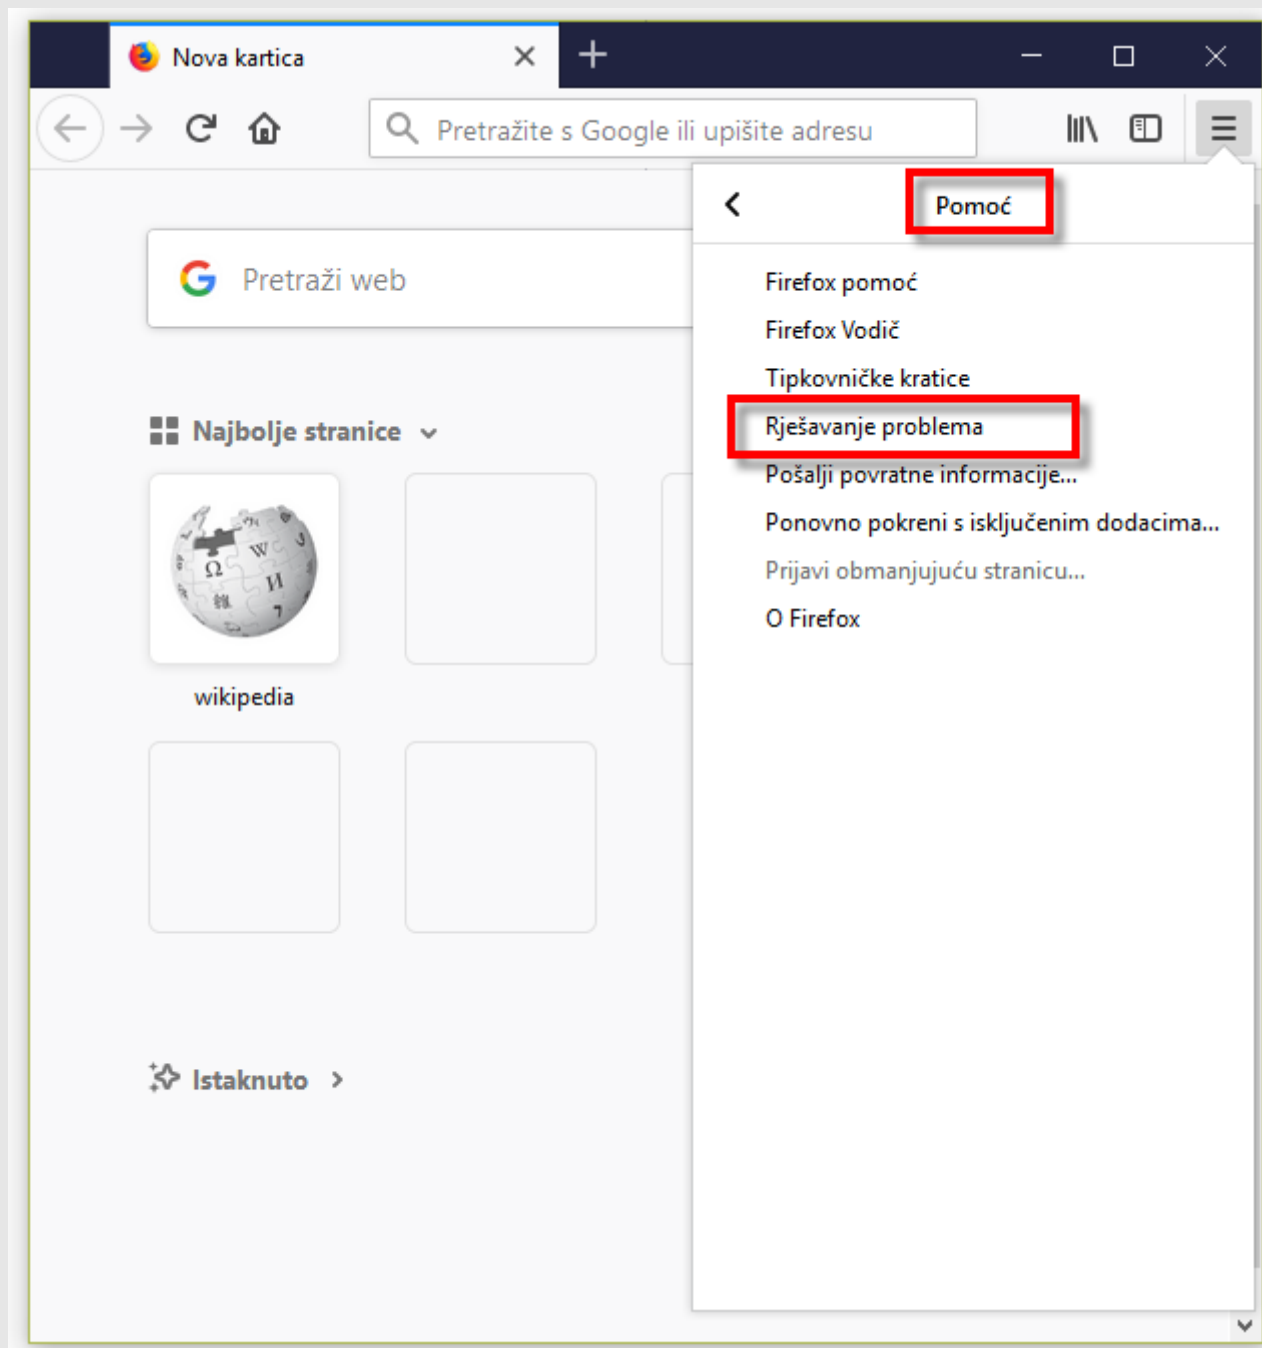 Nova kartica
Pretražite s Google ili upišite adresu
Pomoć
Pretraži web
Firefox pomoć
Firefox Vodič
Tipkovničke kratice
Rješavanje problema
Pošalji povratne informacije...
Ponovno pokreni s isključenim dodacima...
Prijavi obmanjujuću stranicu...
O Firefox
Najbolje stranice
wikipedia
Istaknuto